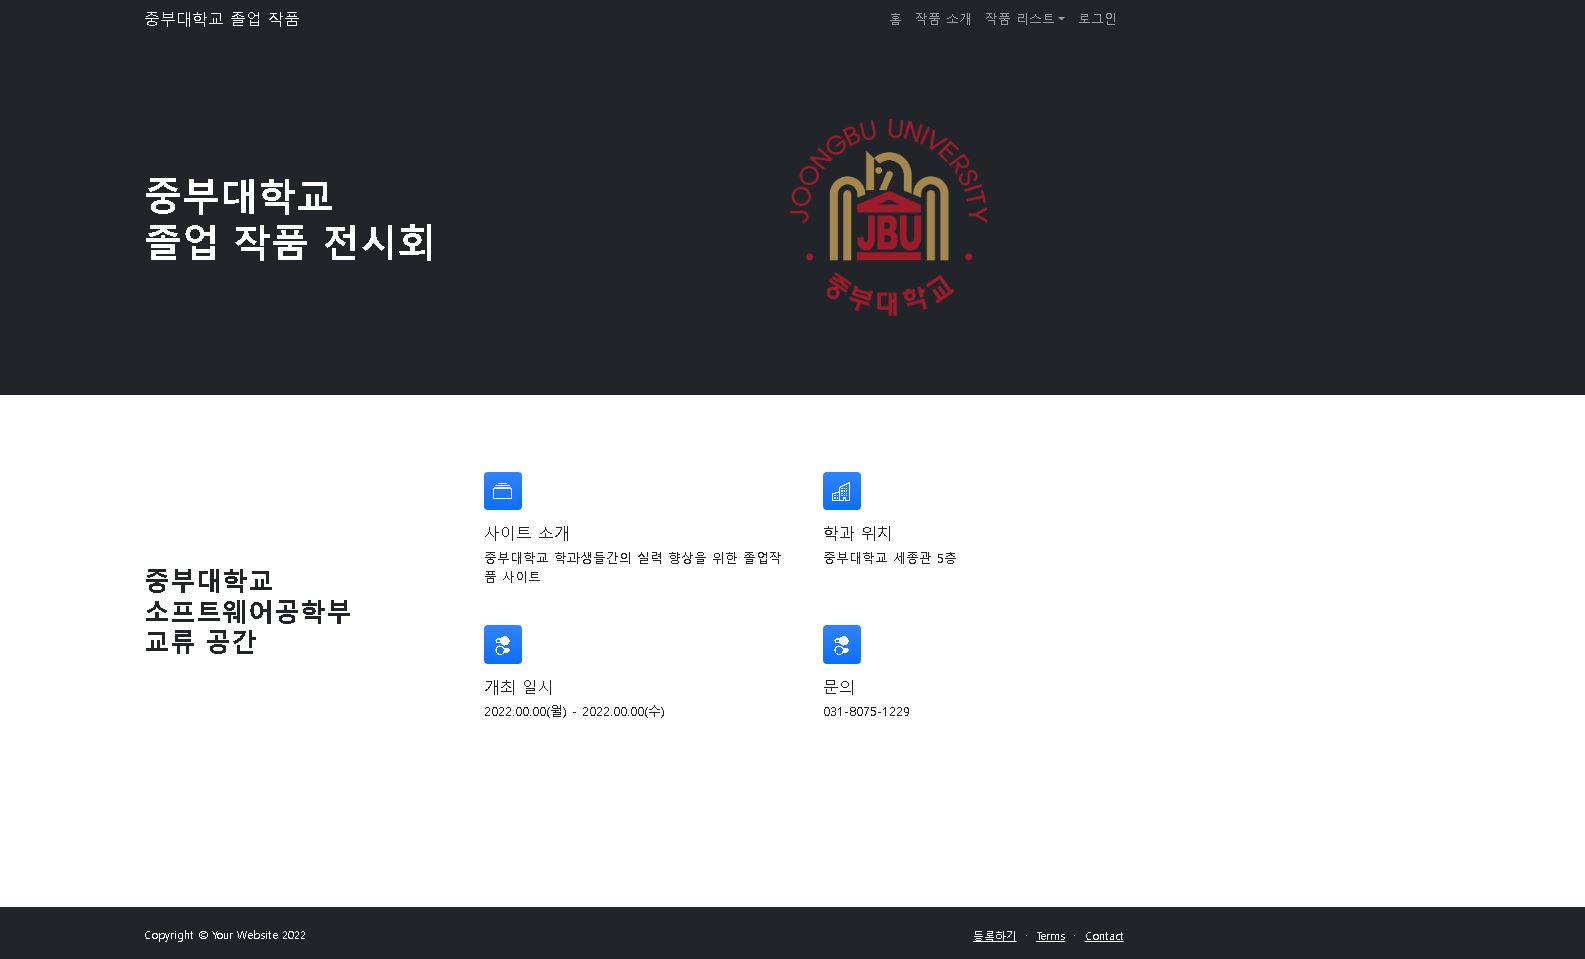 중부대학교 졸업 작품
홈 작품 소개 작품 리스트 로그인
중부대학교
졸업 작품 전시회
JOONGBU UNIVERSITY
JBU
중부대학교
사이트 소개
중부대학교 학과생들간의 실력 향상을 위한 졸업작
품 사이트
학과 위치
중부대학교 세종관 5층
중부대학교
소프트웨어공학부
교류 공간
개최 일시
2022.00.00(월) - 2022.00.00(수)
문의
031-8075-1229
Copyright © Your Website 2022
등록하기 · Terms · Contact